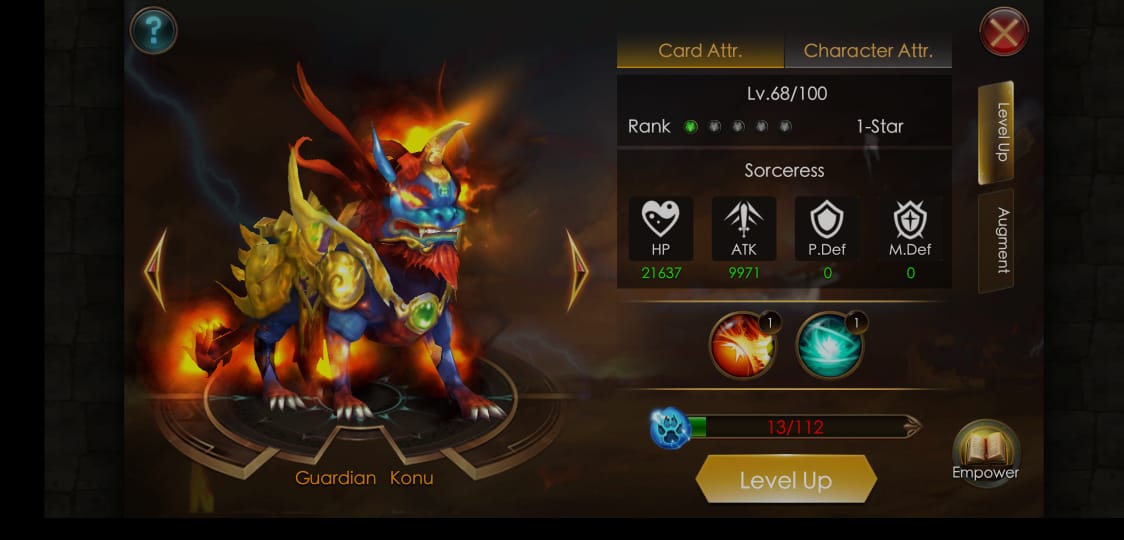 ?
Card Attr.
Character Attr.
Lv.68/100
Rank
1-Star
Sorceress
HP
ATK
P.Def
M.Def
21637
9971
0
0
1
1
13/112
Level Up
Empower
Guardian Konu
Level Up
Augment